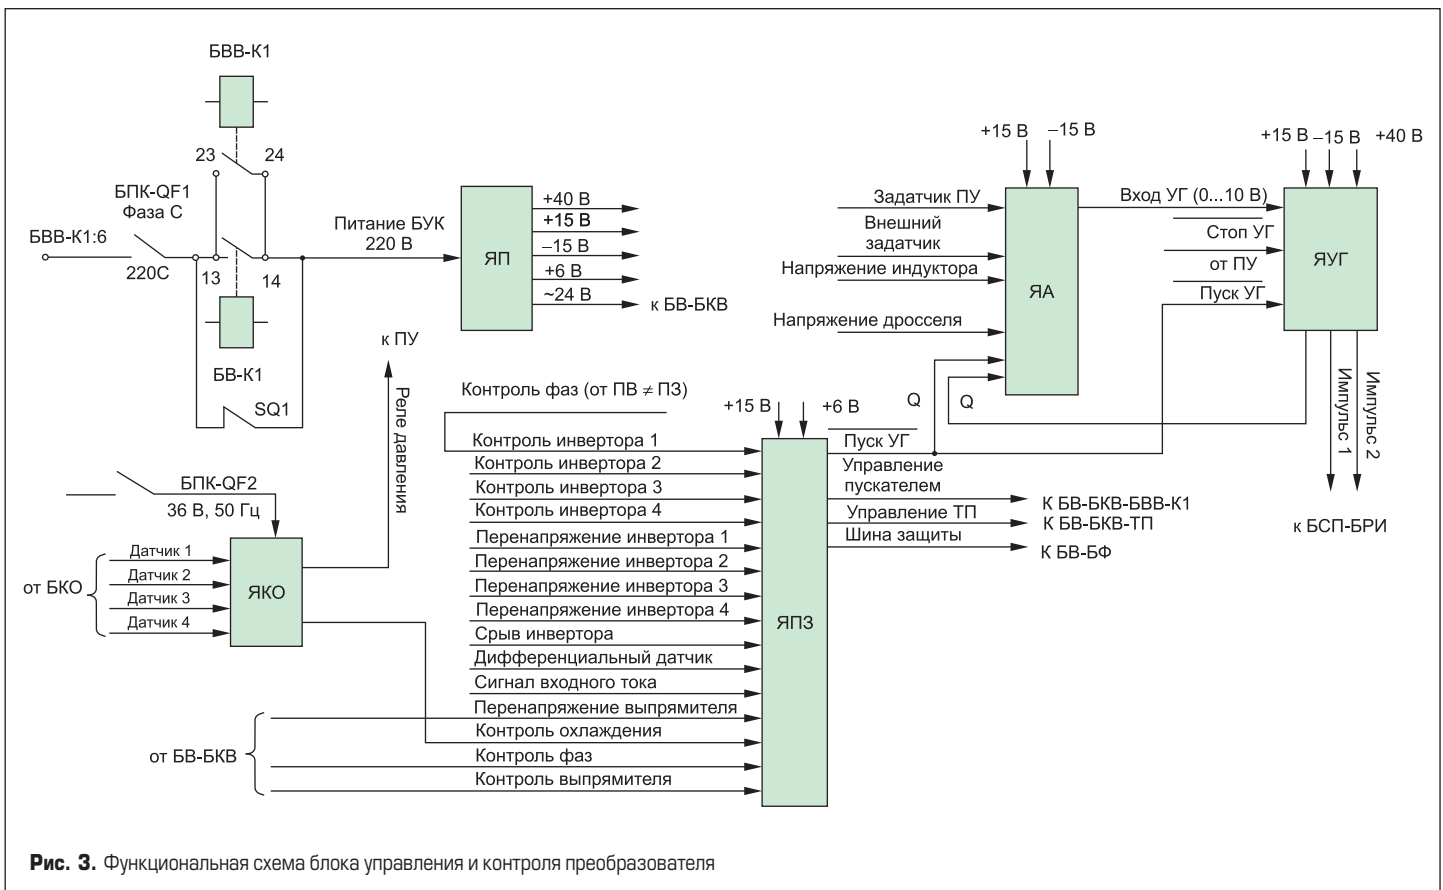 БВВ-К1
23
24
БПК-QF1
Фаза С
БВВ-К1:6
220С
13
14
БВ-К1
SQ1
Питание БУК
220 В
ЯП
+40 В
+15 В
–15 В
+6 В
~24 В
к БВ-БКВ
+15 В
–15 В
Задатчик ПУ
Внешний
задатчик
Напряжение индуктора
Напряжение дросселя
ЯА
Q
Q
Вход УГ (0...10 В)
Стоп УГ
от ПУ
Пуск УГ
+15 В
–15 В
+40 В
ЯУГ
Импульс 1
Импульс 2
к БСП-БРИ
к ПУ
Реле давления
БПК-QF2
36 В, 50 Гц
от БКО
Датчик 1
Датчик 2
Датчик 3
Датчик 4
ЯКО
Контроль фаз (от ПВ ≠ ПЗ)
Контроль инвертора 1
Контроль инвертора 2
Контроль инвертора 3
Контроль инвертора 4
Перенапряжение инвертора 1
Перенапряжение инвертора 2
Перенапряжение инвертора 3
Перенапряжение инвертора 4
Срыв инвертора
Дифференциальный датчик
Сигнал входного тока
Перенапряжение выпрямителя
Контроль охлаждения
Контроль фаз
Контроль выпрямителя
от БВ-БКВ
+15 В
+6 В
ЯПЗ
Пуск УГ
Управление
пускателем
Управление ТП
Шина защиты
К БВ-БКВ-БВВ-К1
К БВ-БКВ-ТП
К БВ-БФ
Рис. 3. Функциональная схема блока управления и контроля преобразователя